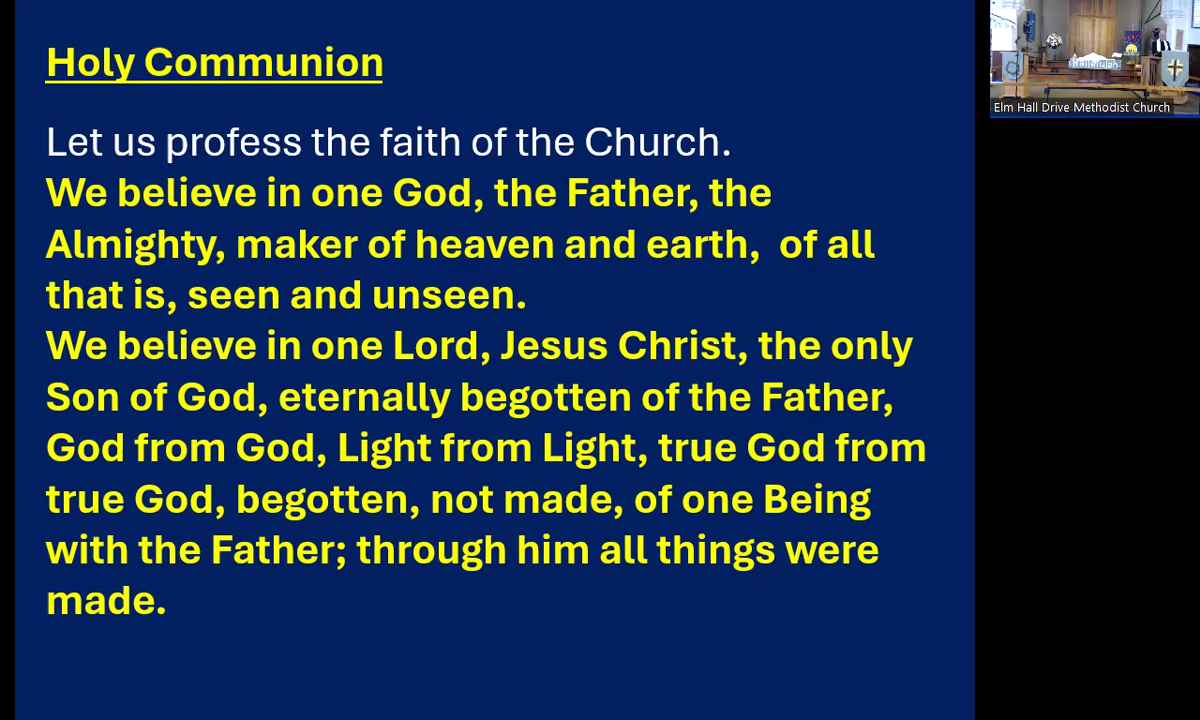 Holy Communion
Let us profess the faith of the Church.
We believe in one God, the Father, the
Almighty, maker of heaven and earth,  of all
that is, seen and unseen.
We believe in one Lord, Jesus Christ, the only
Son of God, eternally begotten of the Father,
God from God, Light from Light, true God from
true God, begotten, not made, of one Being
with the Father; through him all things were
made.
Elm Hall Drive Methodist Church